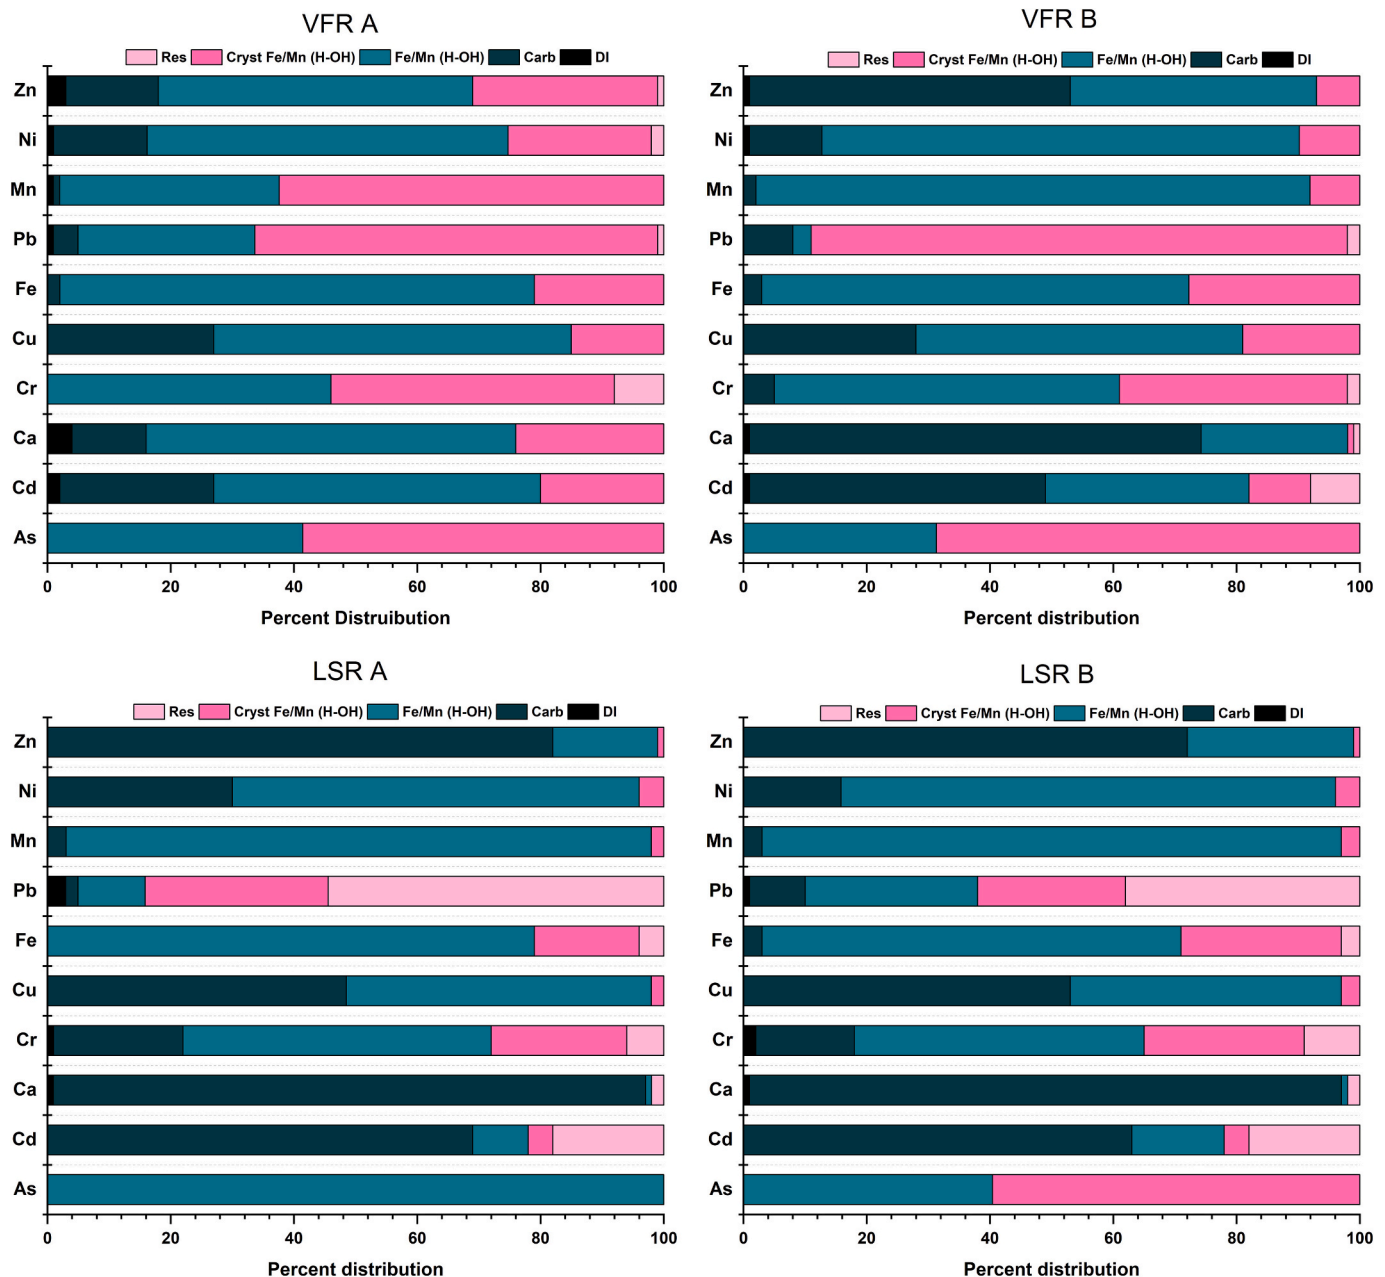 VFR A
Res Cryst Fe/Mn (H-OH) Fe/Mn (H-OH) Carb DI
Zn
Ni
Mn
Pb
Fe
Cu
Cr
Ca
Cd
As
0 20 40 60 80 100
Percent Distruibution
VFR B
Res Cryst Fe/Mn (H-OH) Fe/Mn (H-OH) Carb DI
Zn
Ni
Mn
Pb
Fe
Cu
Cr
Ca
Cd
As
0 20 40 60 80 100
Percent distribution
LSR A
Res Cryst Fe/Mn (H-OH) Fe/Mn (H-OH) Carb DI
Zn
Ni
Mn
Pb
Fe
Cu
Cr
Ca
Cd
As
0 20 40 60 80 100
Percent distribution
LSR B
Res Cryst Fe/Mn (H-OH) Fe/Mn (H-OH) Carb DI
Zn
Ni
Mn
Pb
Fe
Cu
Cr
Ca
Cd
As
0 20 40 60 80 100
Percent distribution